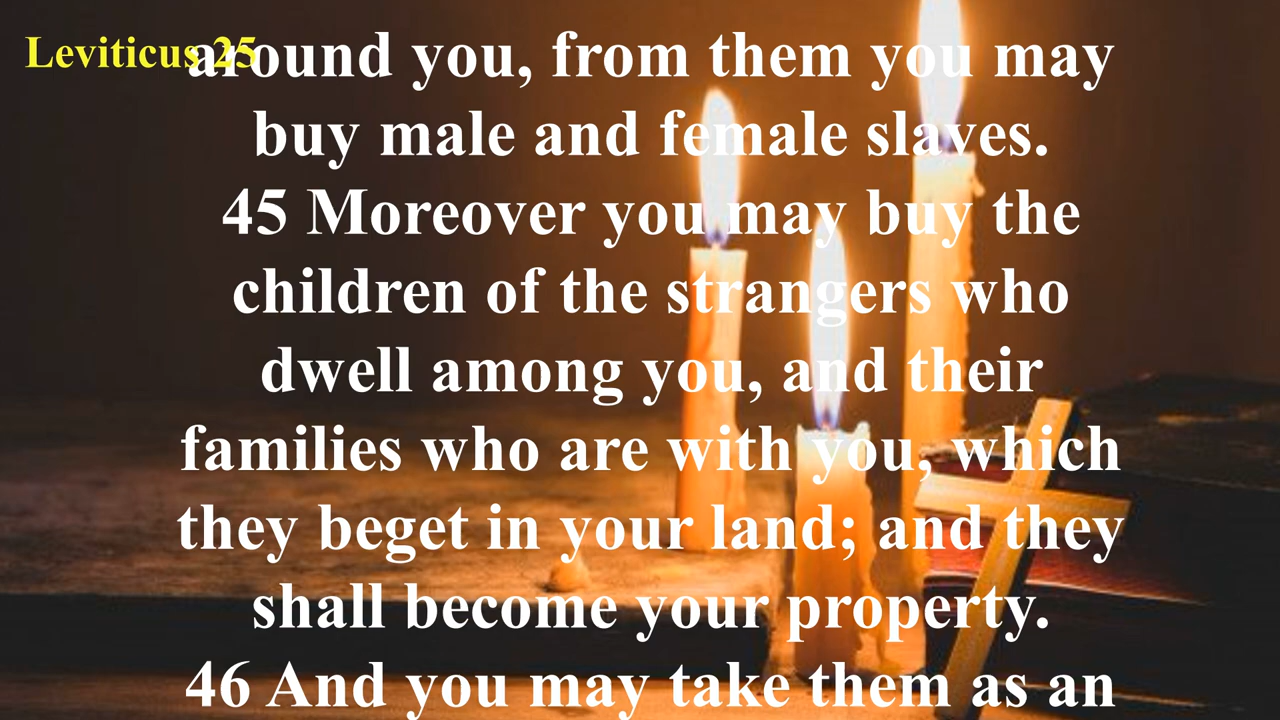 Leviticus 25
around you, from them you may
buy male and female slaves.
45 Moreover you may buy the
children of the strangers who
dwell among you, and their
families who are with you, which
they beget in your land; and they
shall become your property.
46 And you may take them as an